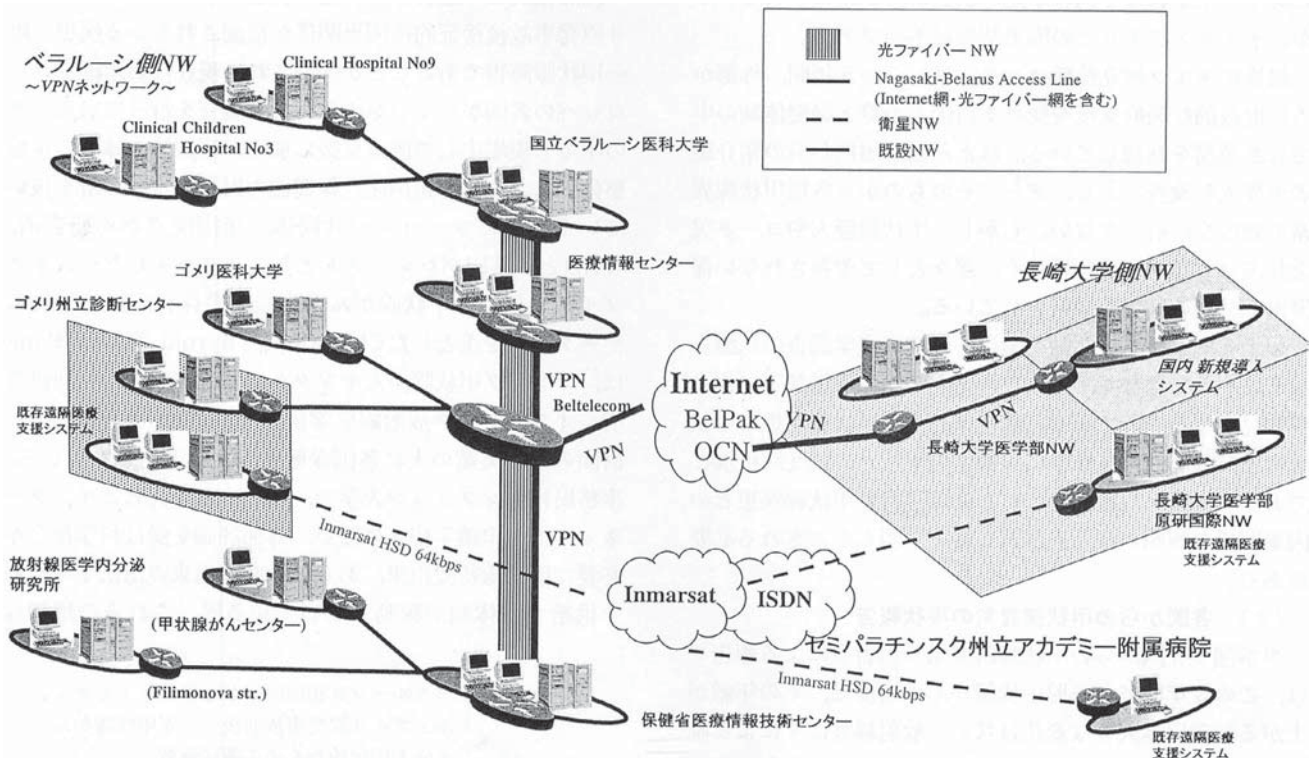 光ファイバー NW
Nagasaki-Belarus Access Line
(Internet網・光ファイバー網を含む)
衛星NW
既設NW
ベラルーシ側NW
～VPNネットワーク～
Clinical Hospital No9
Clinical Children
Hospital No3
国立ベラルーシ医科大学
医療情報センター
ゴメリ医科大学
ゴメリ州立診断センター
既存遠隔医療
支援システム
VPN
Beltelecom
VPN
Internet
BelPak
OCN
VPN
長崎大学側NW
国内 新規導入
システム
VPN
長崎大学医学部NW
長崎大学医学部
原研国際NW
既存遠隔医療
支援システム
Inmarsat HSD 64kbps
VPN
Inmarsat
ISDN
放射線医学内分泌
研究所
(甲状腺がんセンター)
(Filimonova str.)
保健省医療情報技術センター
セミパラチンスク州立アカデミー附属病院
Inmarsat HSD 64kbps
既存遠隔医療
支援システム